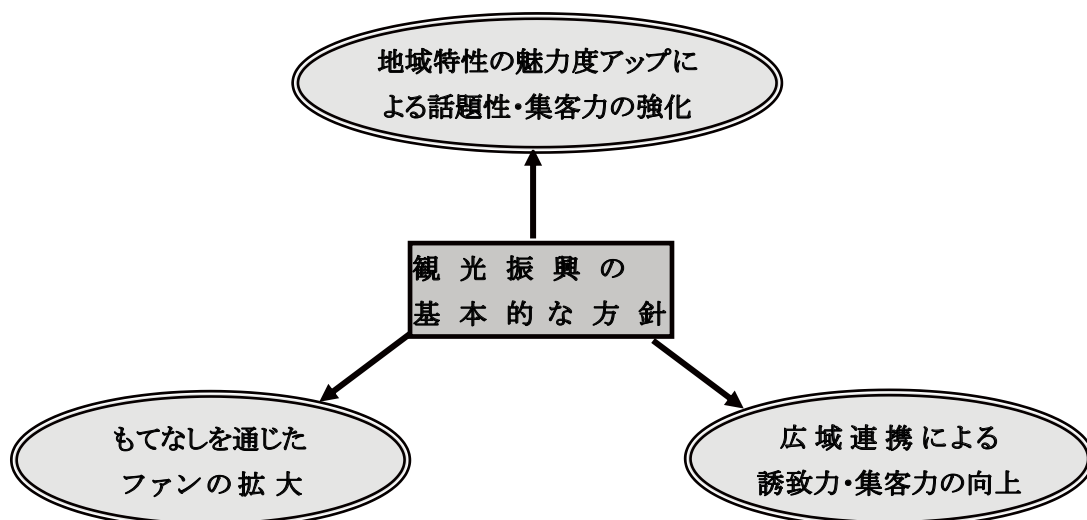 地域特性の魅力度アップに
よる話題性・集客力の強化
観光振興の
基本的な方針
もてなしを通じた
ファンの拡大
広域連携による
誘致力・集客力の向上